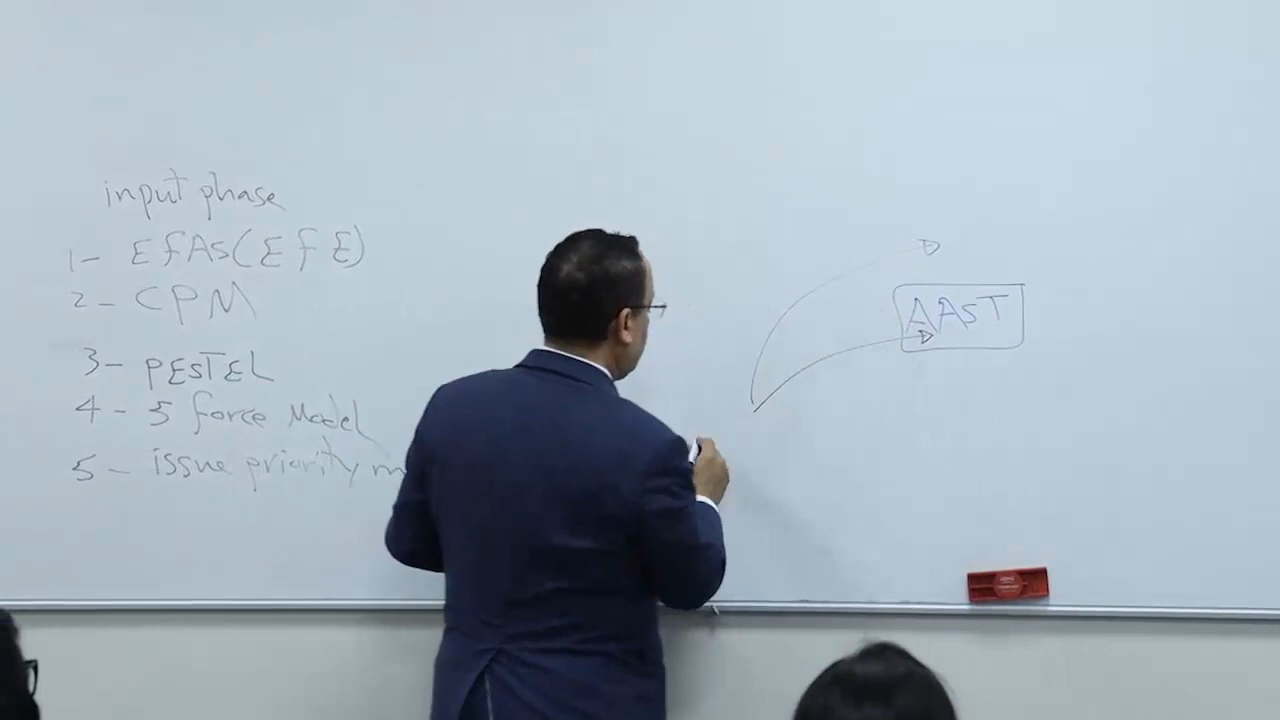 input phase
1- EFAS (EFE)
2- CPM
3- PESTEL
4- 5 force Model
5- issue priority m
AAST